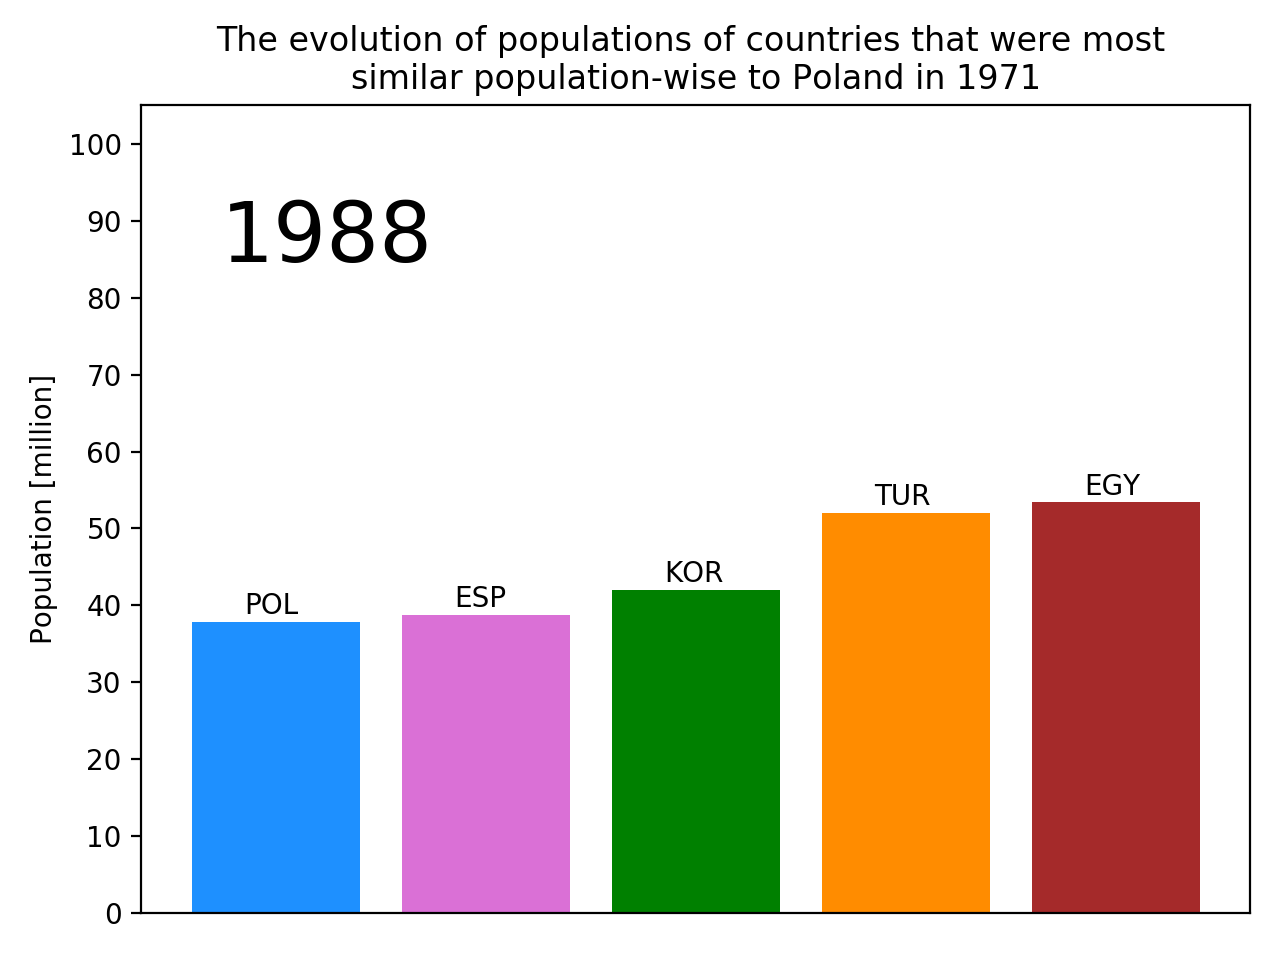 The evolution of populations of countries that were most
similar population-wise to Poland in 1971
1988
Population [million]
100
90
80
70
60
50
40
30
20
10
0
POL
ESP
KOR
TUR
EGY